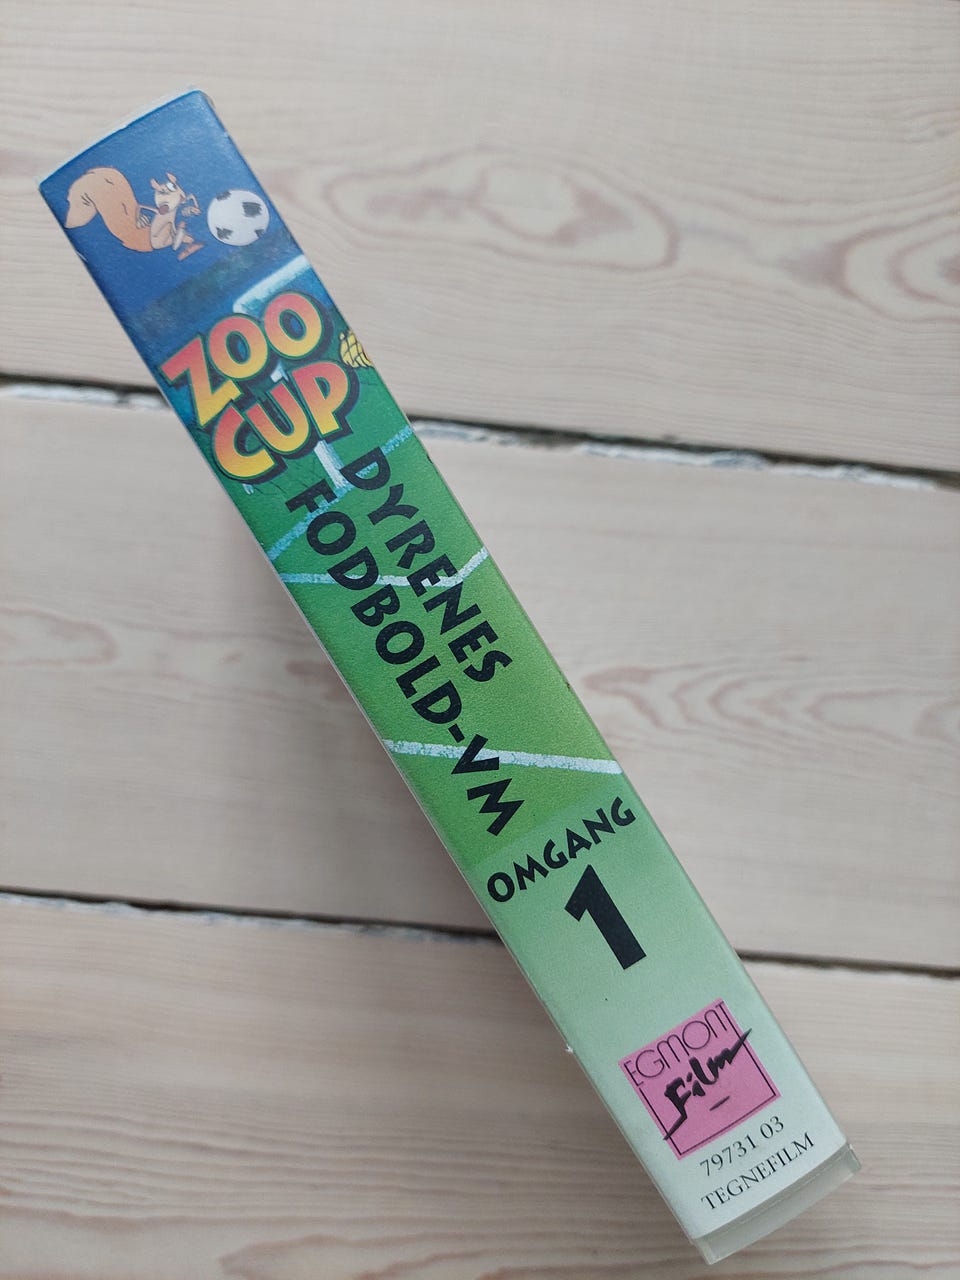 ZOO
CUP
DYRENES
FODBOLD-VM
OMGANG
1
EGMONT
Film
79731 03
TEGNEFILM